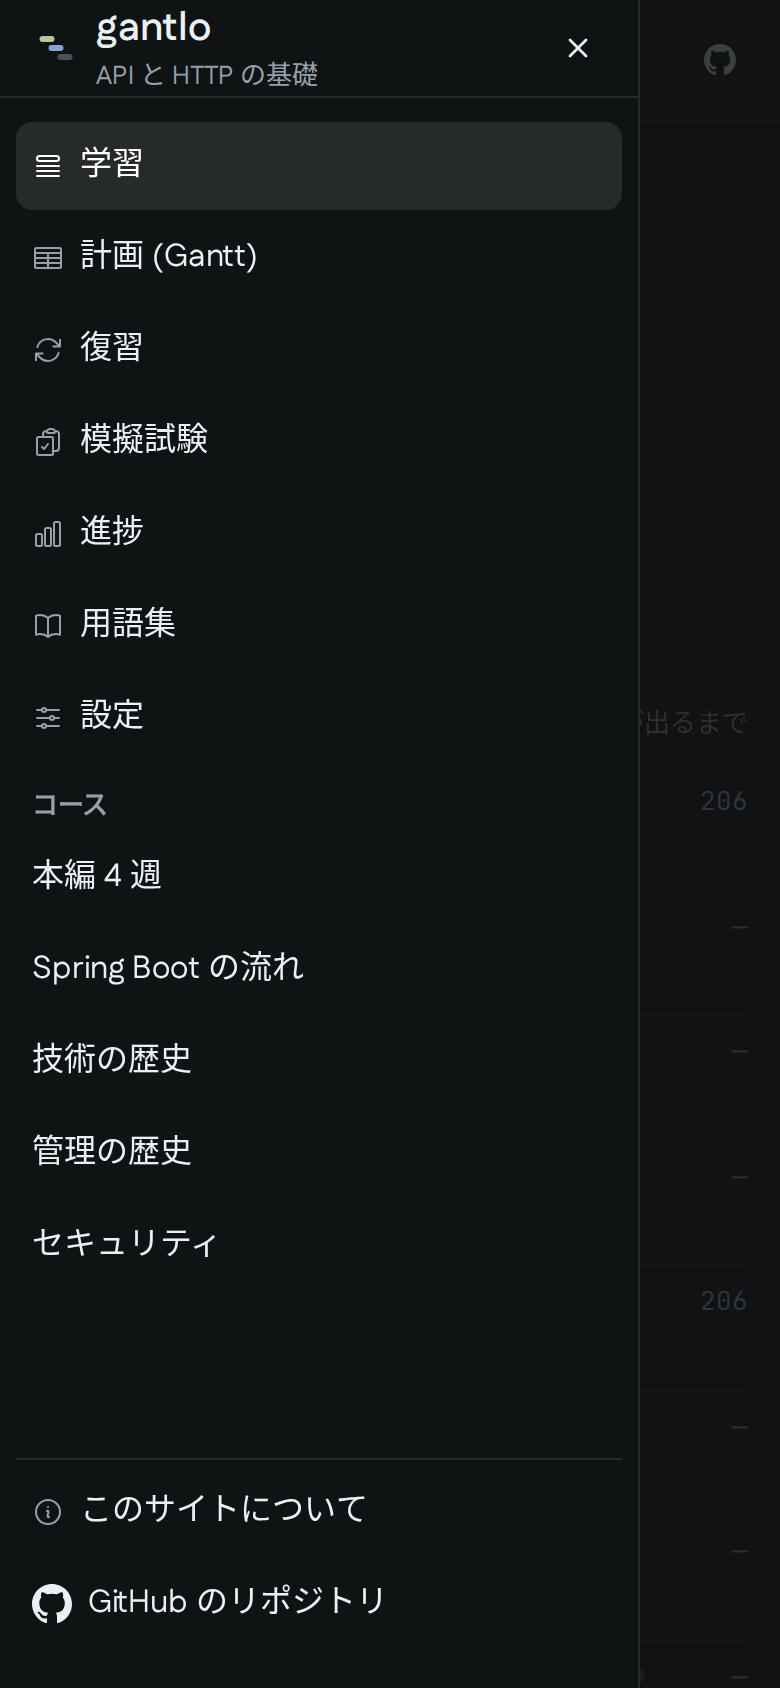 gantlo
API と HTTP の基礎
学習
計画 (Gantt)
復習
模擬試験
進捗
用語集
設定
コース
本編 4 週
Spring Boot の流れ
技術の歴史
管理の歴史
セキュリティ
このサイトについて
GitHub のリポジトリ
出るまで
206
–
–
–
206
–
–
–